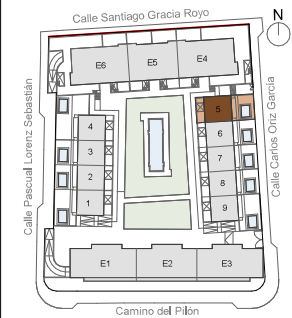 Calle Santiago Gracia Royo
N
Calle Pascual Lorenz Sebastián
Calle Carlos Oriz García
E6
E5
E4
4
3
2
1
5
6
7
8
9
E1
E2
E3
Camino del Pilón